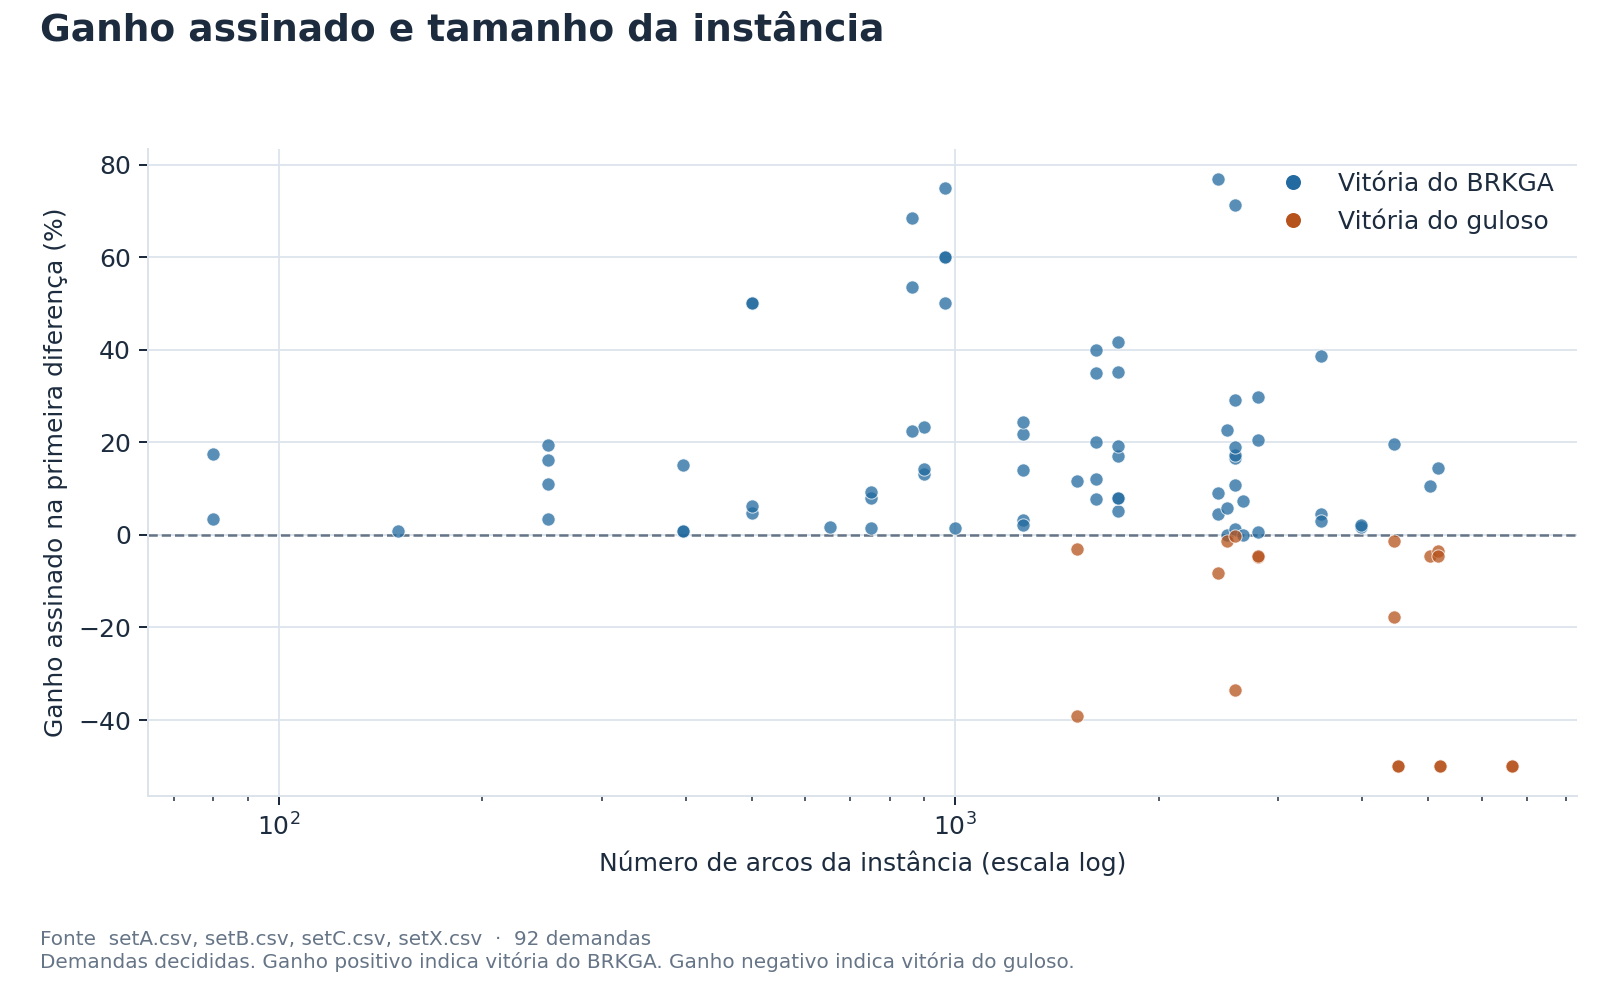 Ganho assinado e tamanho da instância
Ganho assinado na primeira diferença (%)
80
60
40
20
0
−20
−40
Vitória do BRKGA
Vitória do guloso
10²
10³
Número de arcos da instância (escala log)
Fonte  setA.csv, setB.csv, setC.csv, setX.csv  ·  92 demandas
Demandas decididas. Ganho positivo indica vitória do BRKGA. Ganho negativo indica vitória do guloso.